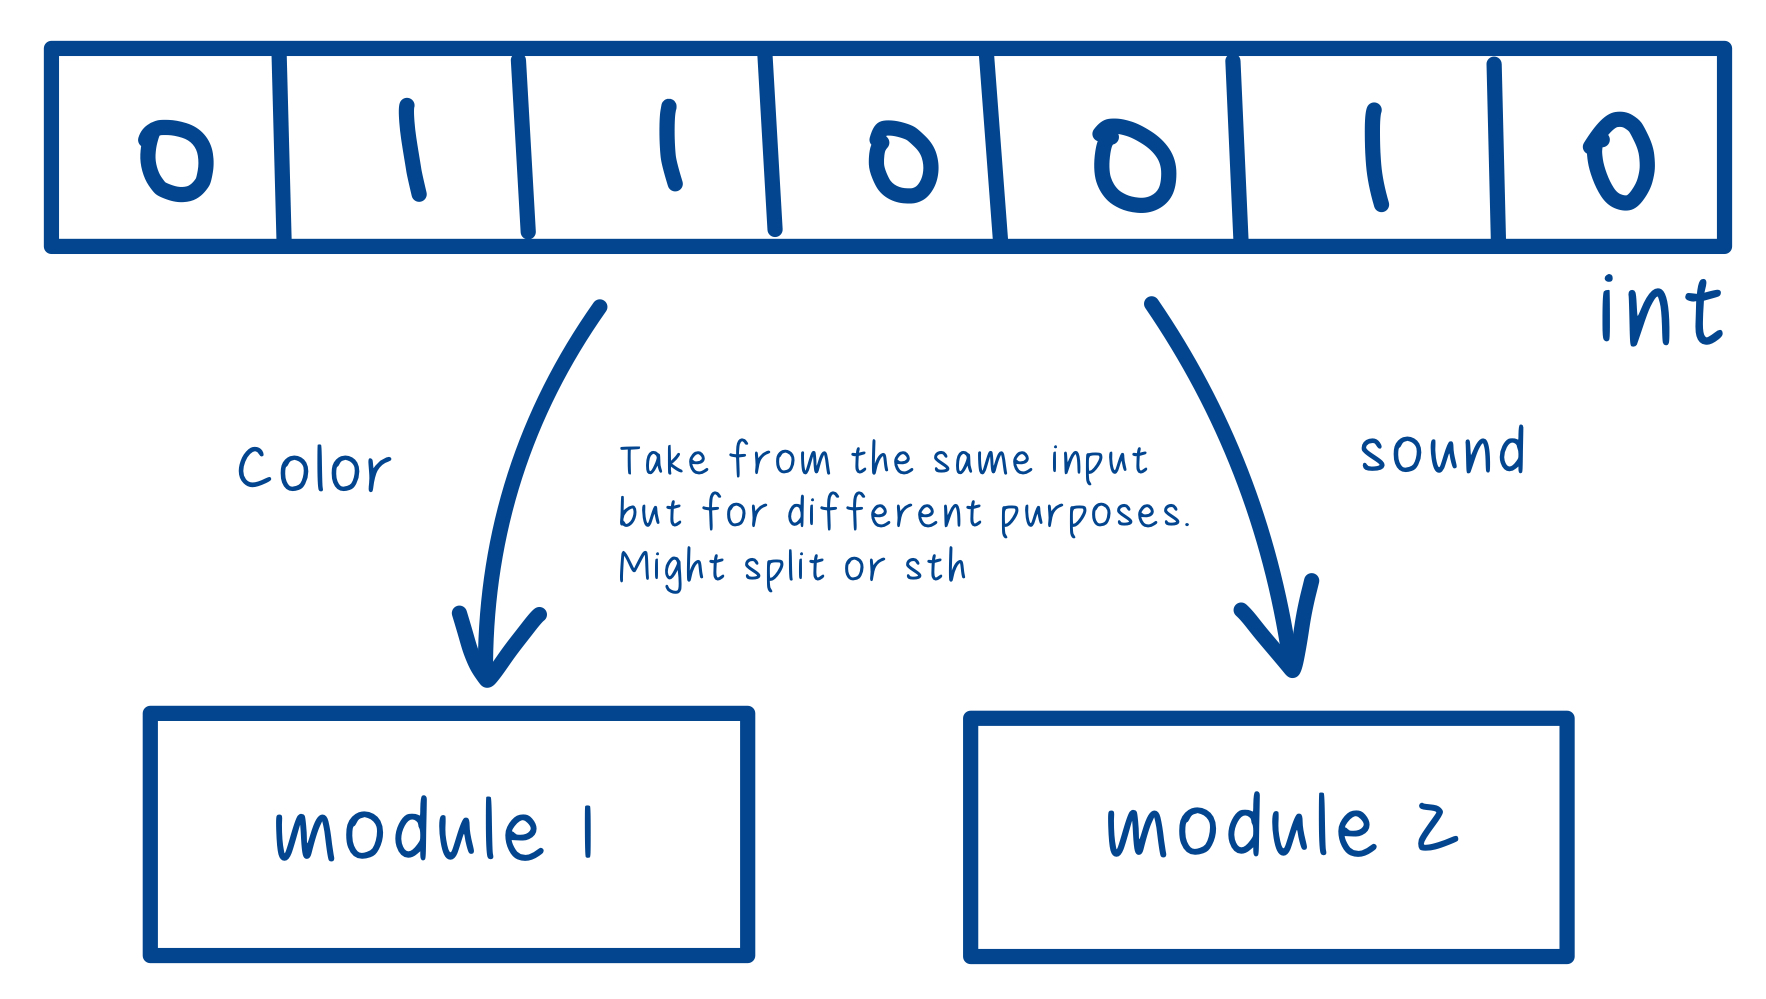 0 1 1 0 0 1 0
int
Color
sound
Take from the same input
but for different purposes.
Might split or sth
module 1
module 2